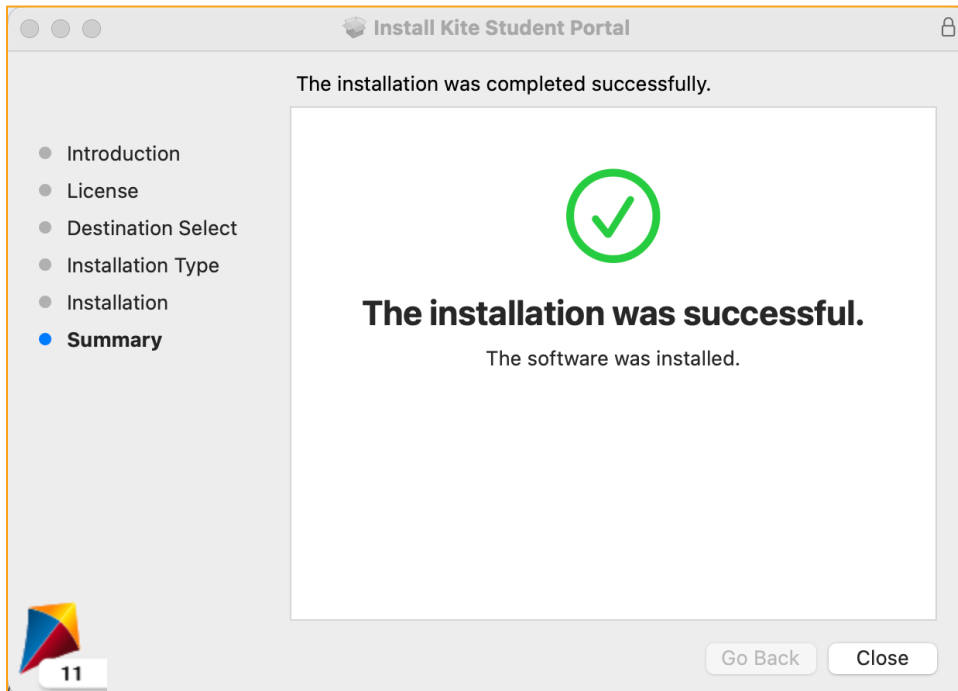 Install Kite Student Portal
The installation was completed successfully.
Introduction
License
Destination Select
Installation Type
Installation
Summary
The installation was successful.
The software was installed.
11
Go Back
Close